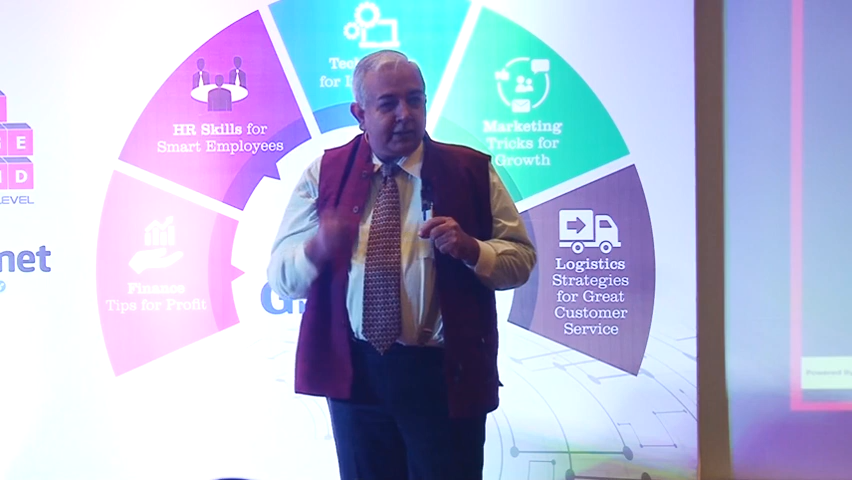 HR Skills for
Smart Employees
Marketing
Tricks for
Growth
Finance
Tips for Profit
Logistics
Strategies
for Great
Customer
Service
LEVEL
net
Powered